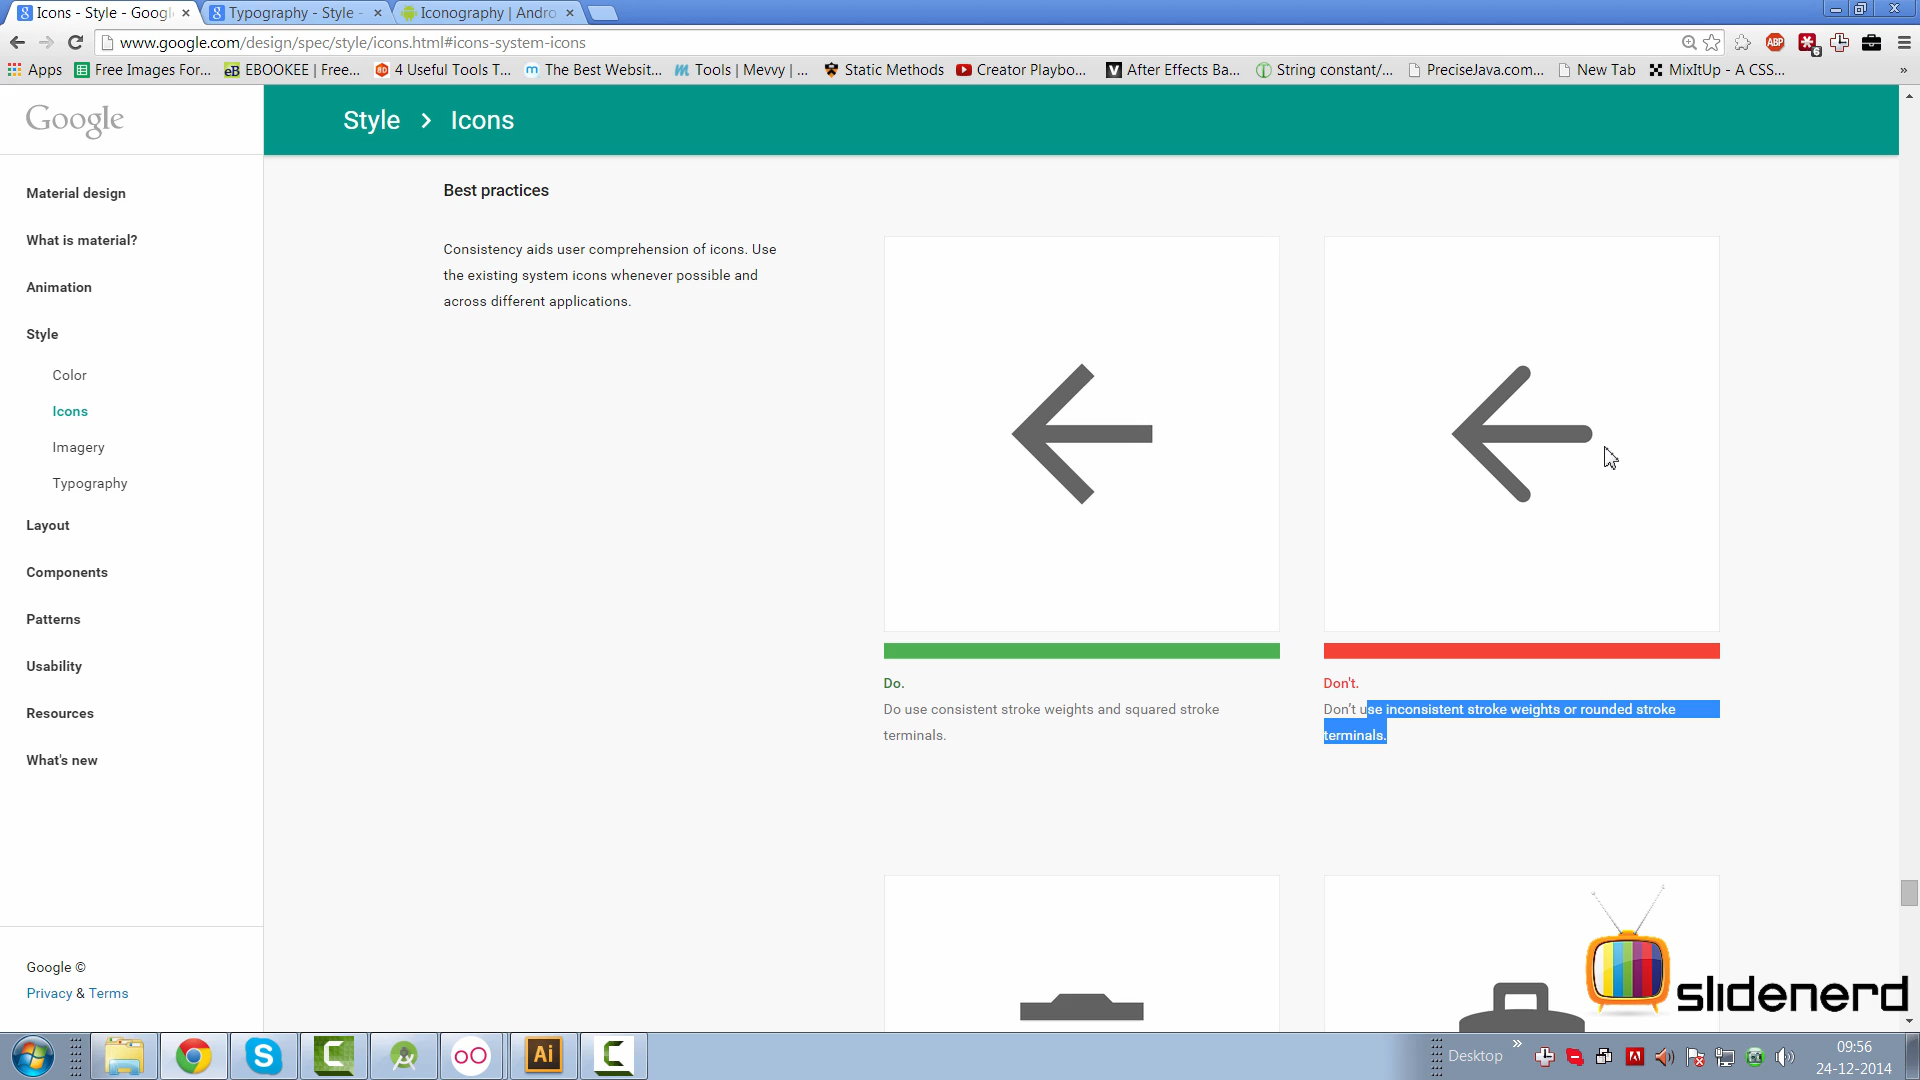 Icons - Style - Googl
Typography - Style -
Iconography | Andro
www.google.com/design/spec/style/icons.html#icons-system-icons
ABP
6
Apps
Free Images For...
EBOOKEE | Free...
4 Useful Tools T...
The Best Websit...
Tools | Mevvy | ...
Static Methods
Creator Playbo...
After Effects Ba...
String constant/...
PreciseJava.com...
New Tab
MixItUp - A CSS...
»
Google
Style > Icons
Material design
What is material?
Animation
Style
Color
Icons
Imagery
Typography
Layout
Components
Patterns
Usability
Resources
What's new
Google ©
Privacy & Terms
Best practices
Consistency aids user comprehension of icons. Use
the existing system icons whenever possible and
across different applications.
Do.
Do use consistent stroke weights and squared stroke
terminals.
Don't.
Don’t use inconsistent stroke weights or rounded stroke
terminals.
slidenerd
Ai
Desktop
»
09:56
24-12-2014